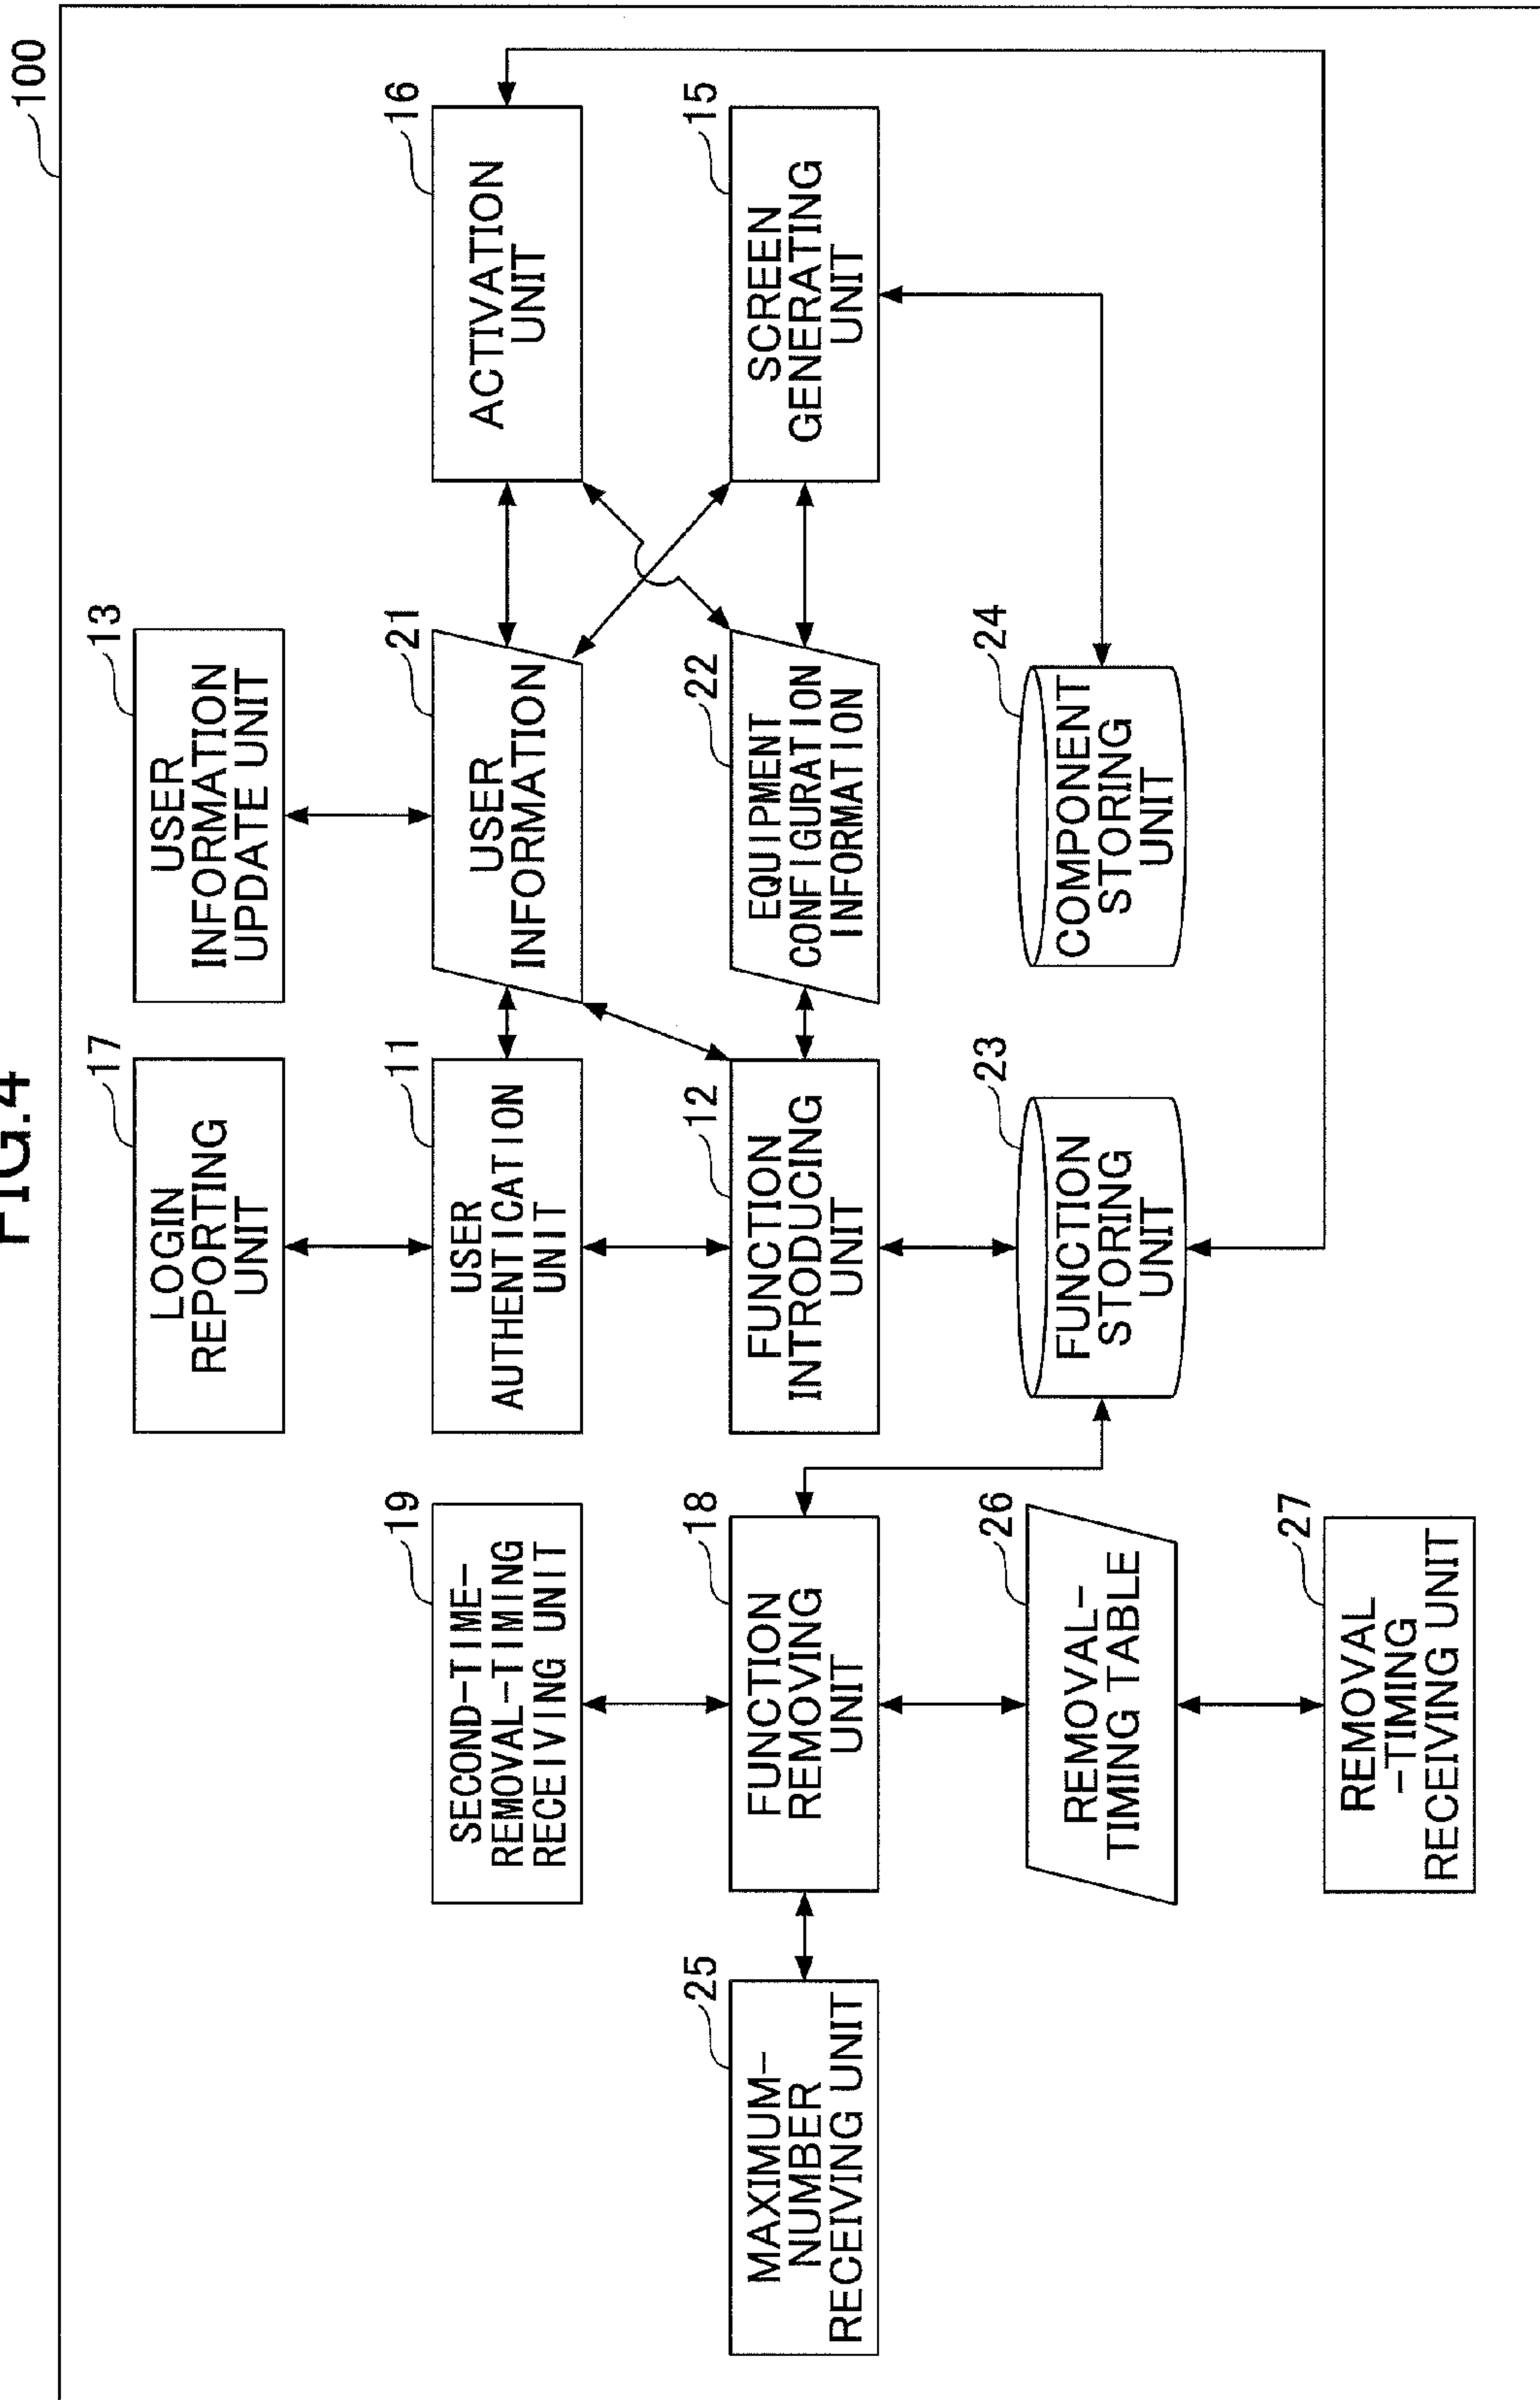 FIG.4
100
LOGIN
REPORTING
UNIT
17
USER
INFORMATION
UPDATE UNIT
13
SECOND-TIME-
REMOVAL-TIMING
RECEIVING UNIT
19
USER
AUTHENTICATION
UNIT
11
USER
INFORMATION
21
ACTIVATION
UNIT
16
MAXIMUM-
NUMBER
RECEIVING UNIT
25
FUNCTION
REMOVING
UNIT
18
FUNCTION
INTRODUCING
UNIT
12
EQUIPMENT
CONFIGURATION
INFORMATION
22
SCREEN
GENERATING
UNIT
15
REMOVAL-
TIMING TABLE
26
FUNCTION
STORING
UNIT
23
COMPONENT
STORING
UNIT
24
REMOVAL
-TIMING
RECEIVING UNIT
27